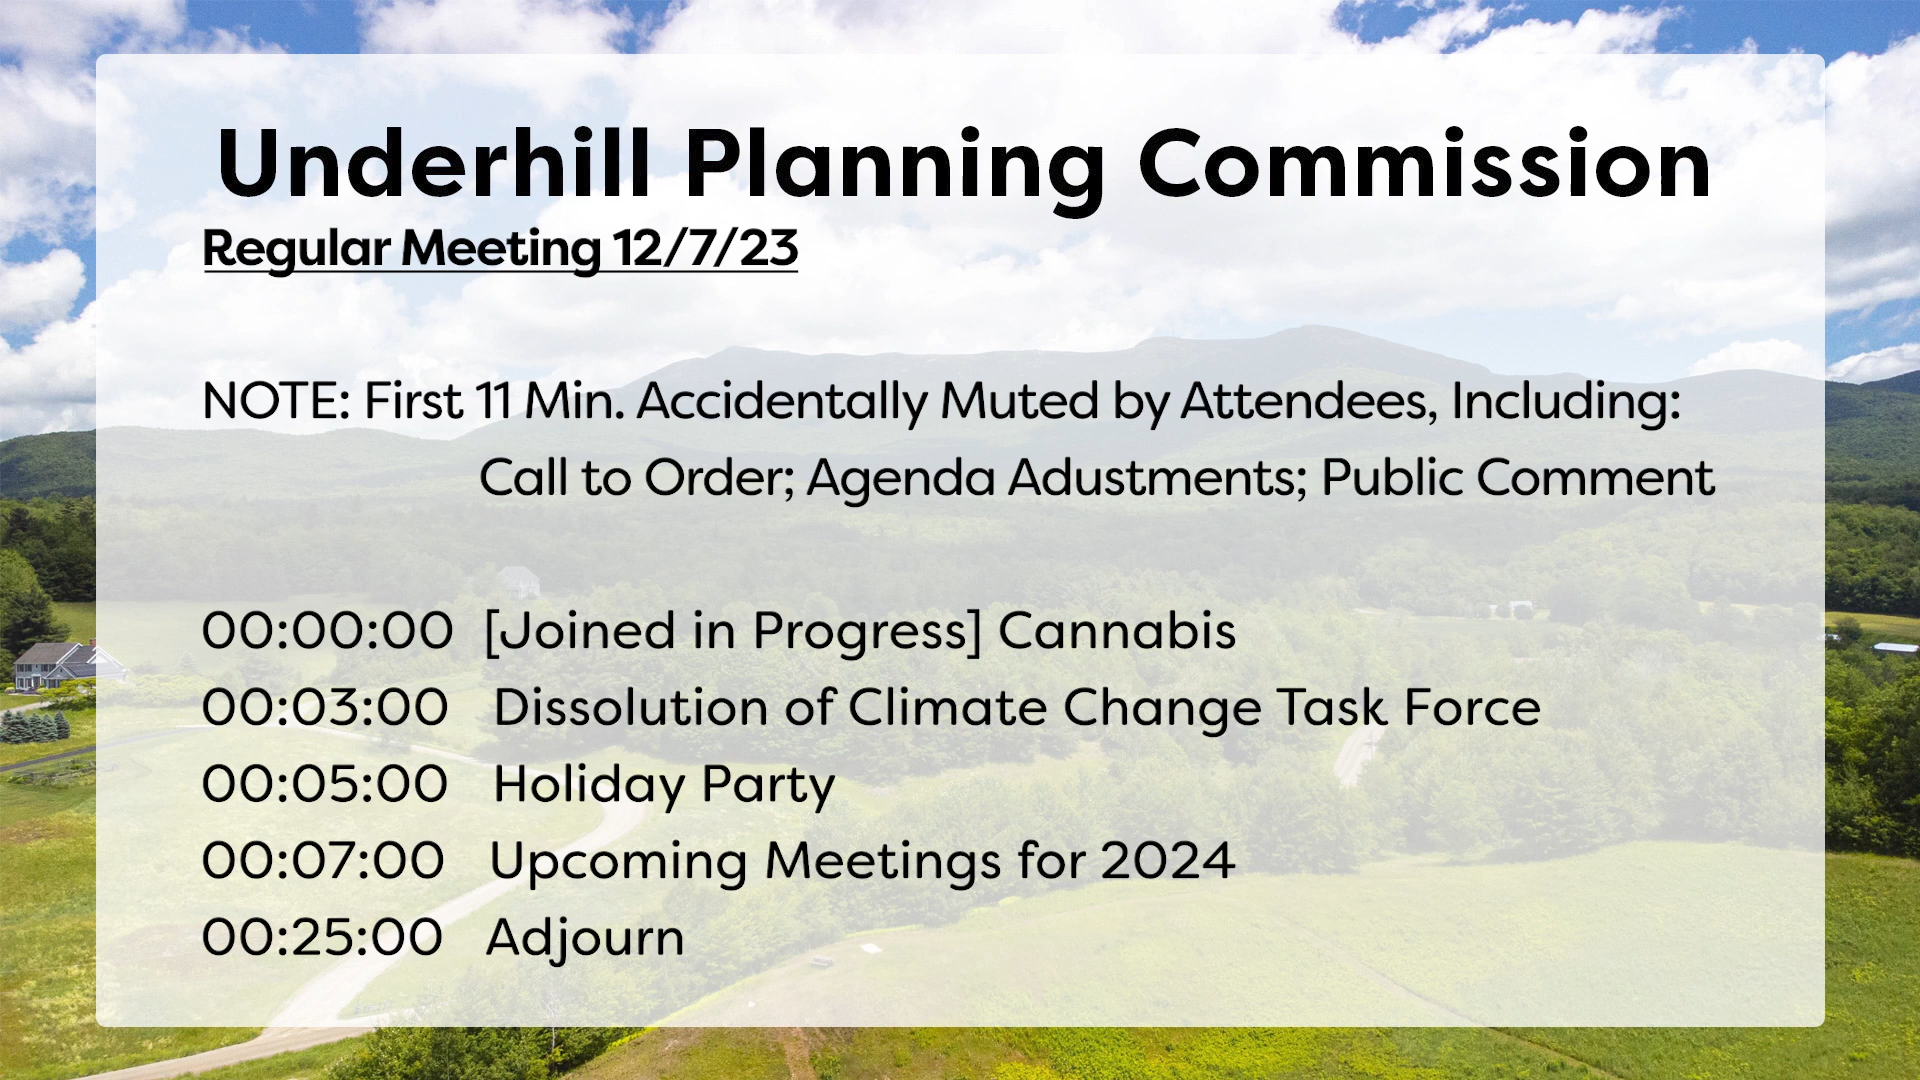 Underhill Planning Commission
Regular Meeting 12/7/23
NOTE: First 11 Min. Accidentally Muted by Attendees, Including:
Call to Order; Agenda Adustments; Public Comment
00:00:00 [Joined in Progress] Cannabis
00:03:00 Dissolution of Climate Change Task Force
00:05:00 Holiday Party
00:07:00 Upcoming Meetings for 2024
00:25:00 Adjourn